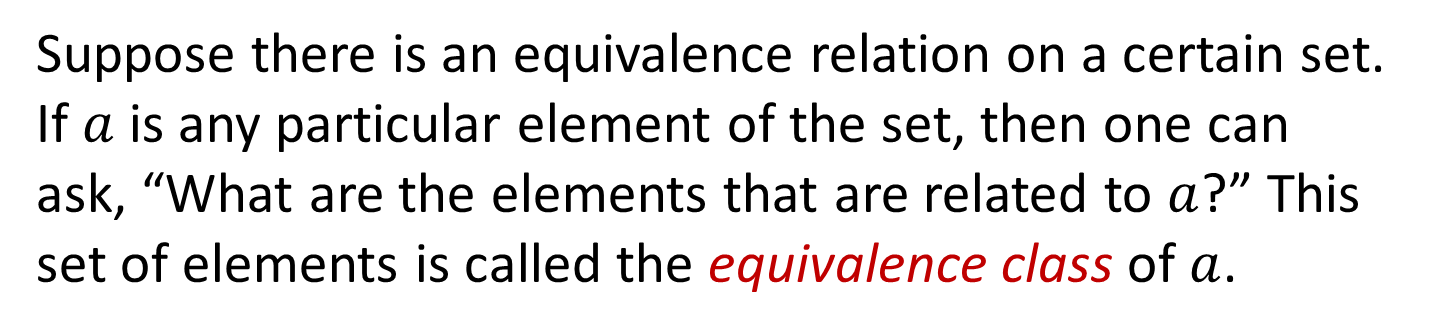 Suppose there is an equivalence relation on a certain set.
If a is any particular element of the set, then one can
ask, “What are the elements that are related to a?” This
set of elements is called the equivalence class of a.